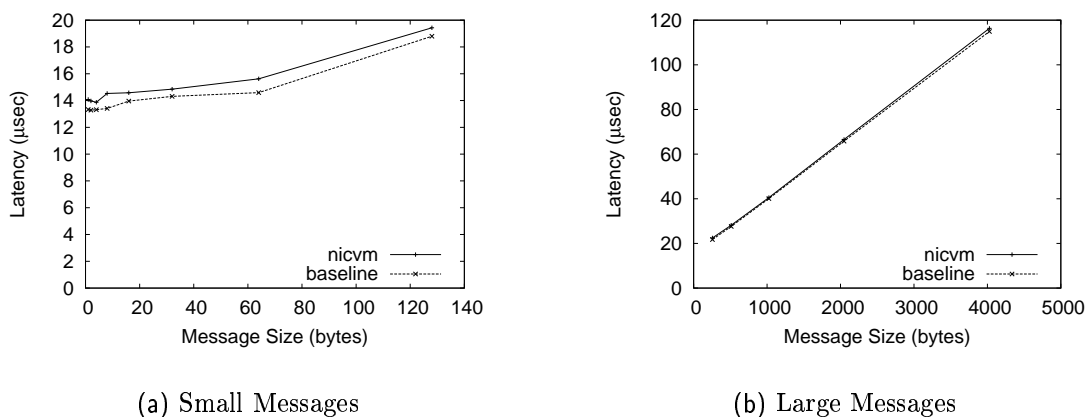 20
18
16
14
12
10
8
6
4
2
0
Latency (μsec)
nicvm
baseline
0 20 40 60 80 100 120 140
Message Size (bytes)
(a) Small Messages
120
100
80
60
40
20
0
Latency (μsec)
nicvm
baseline
0 1000 2000 3000 4000 5000
Message Size (bytes)
(b) Large Messages